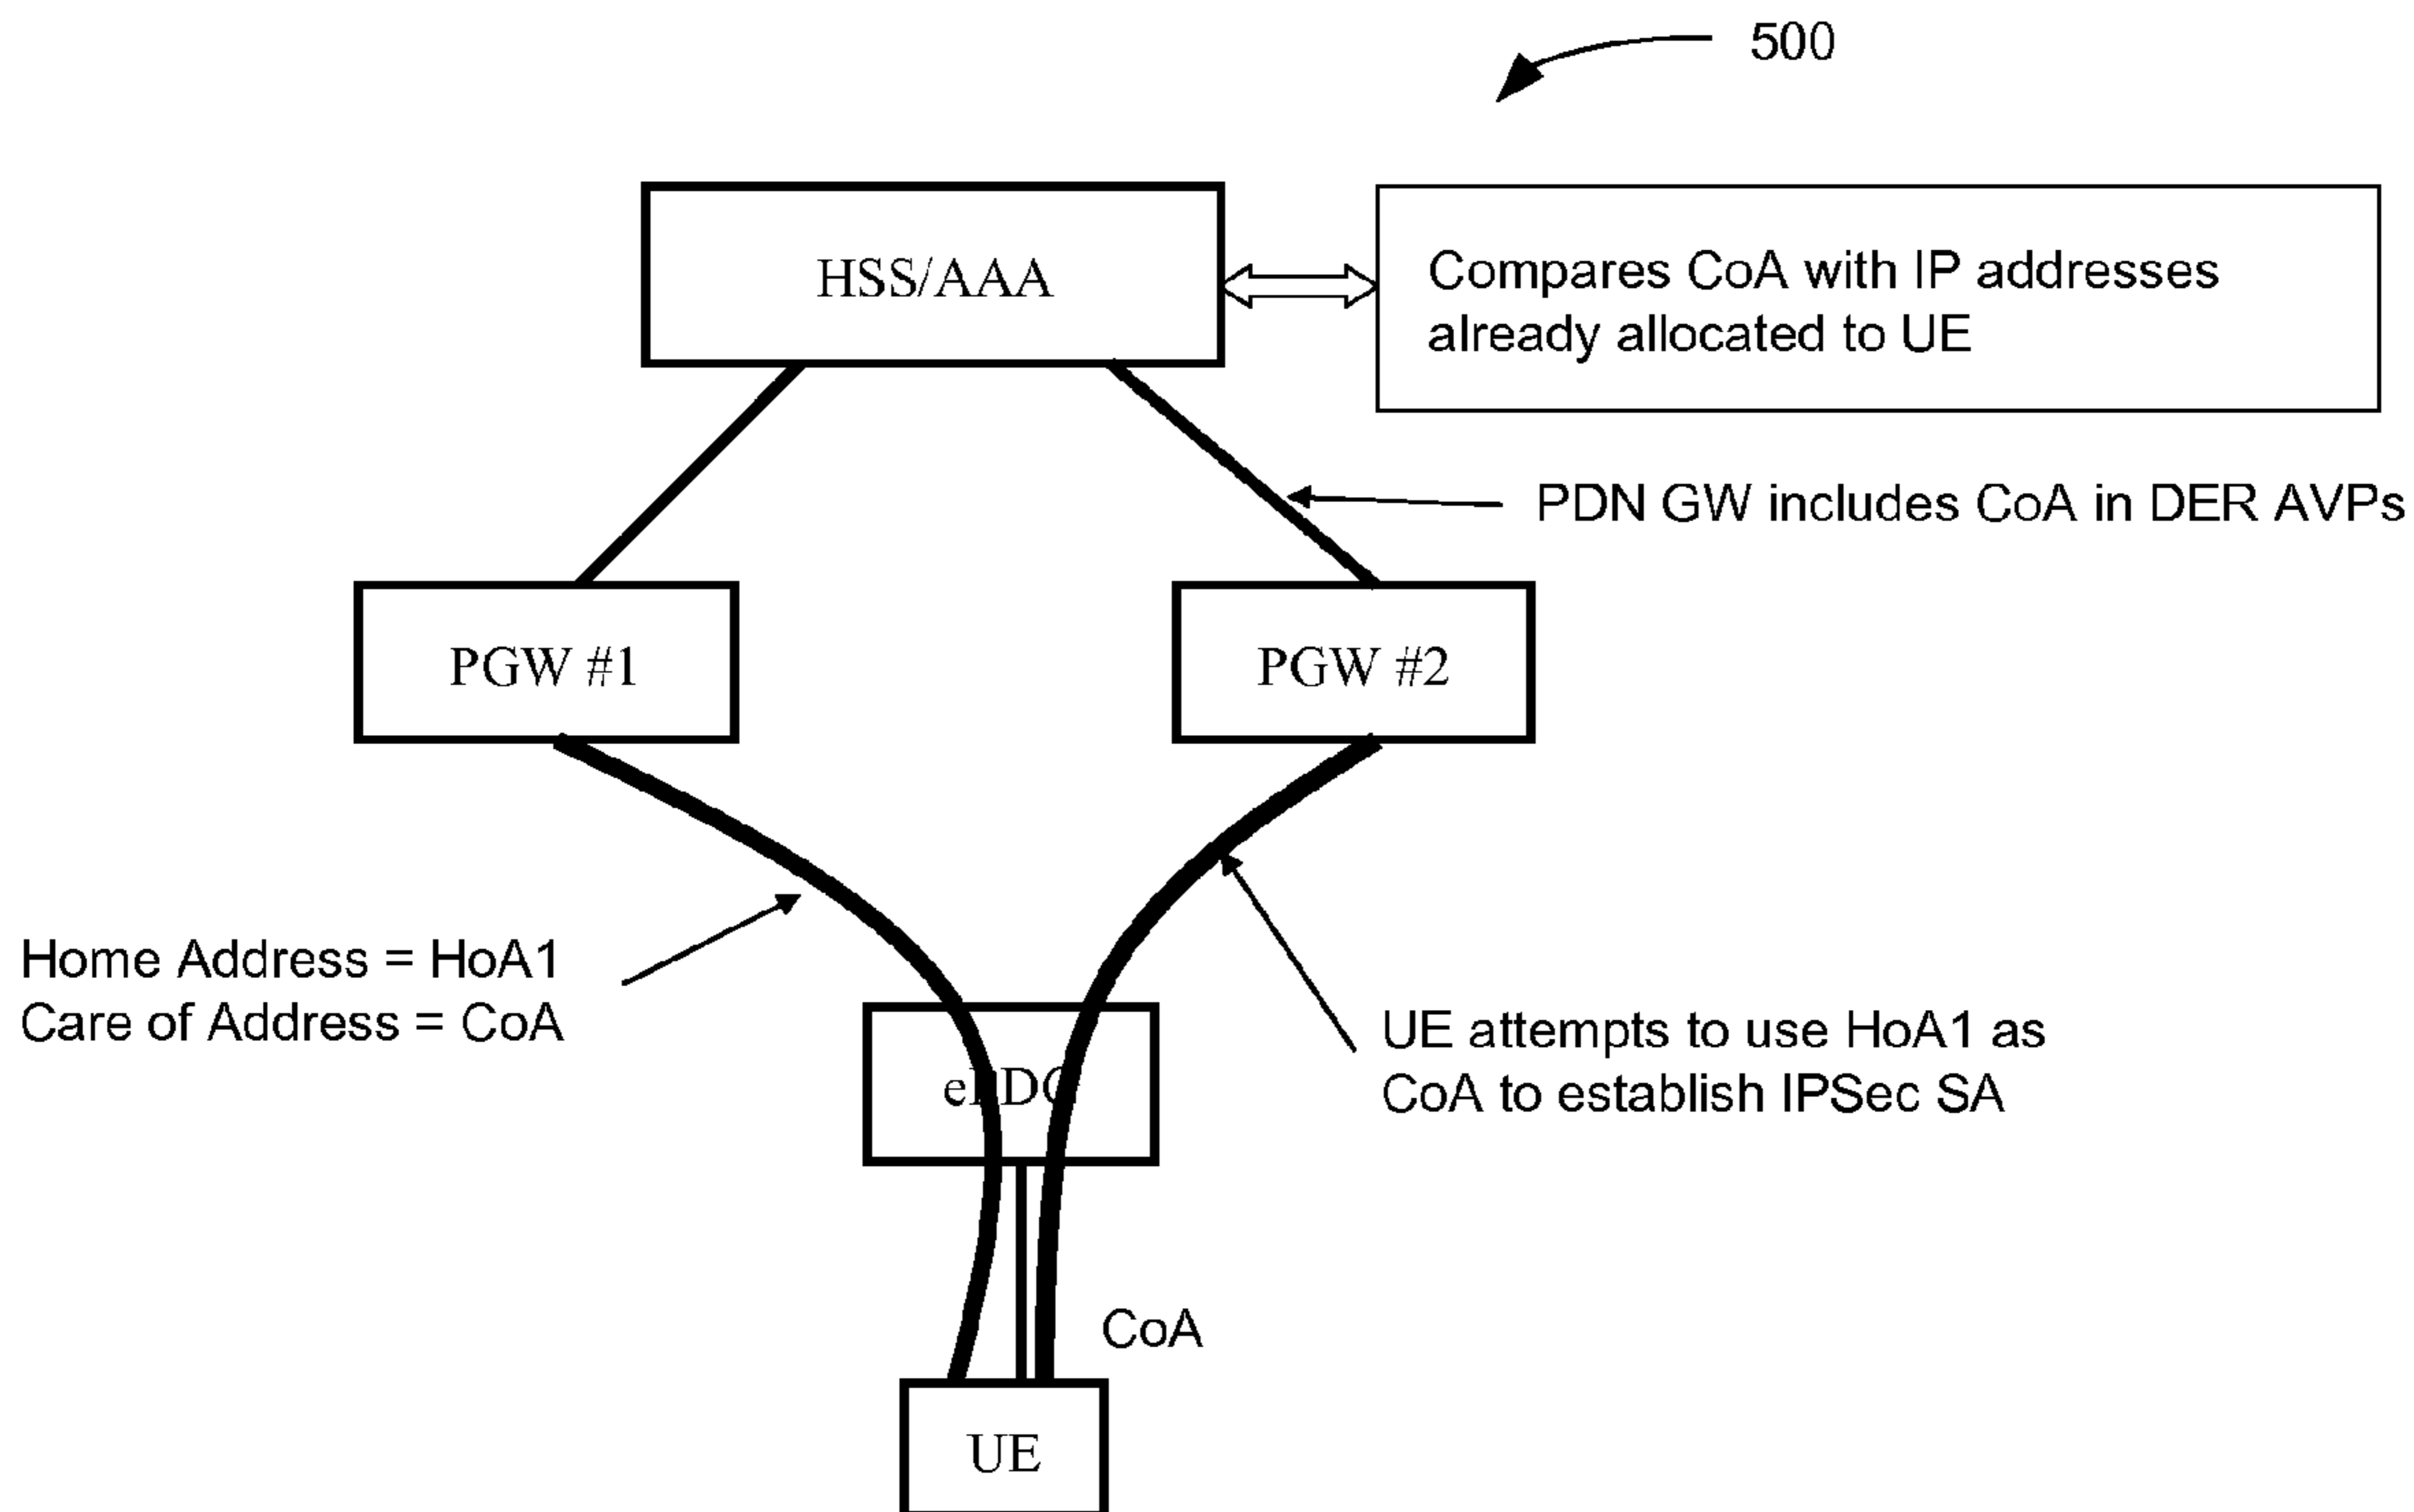 500
HSS/AAA
Compares CoA with IP addresses
already allocated to UE
PDN GW includes CoA in DER AVPs
PGW #1
PGW #2
Home Address = HoA1
Care of Address = CoA
UE attempts to use HoA1 as
CoA to establish IPSec SA
CoA
UE